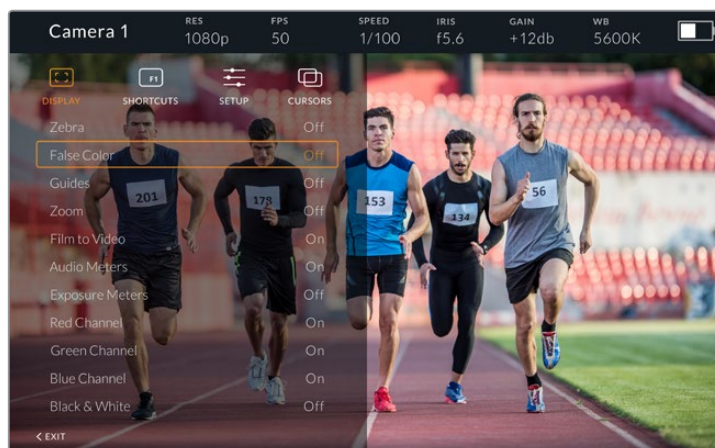 Camera 1
RES
1080p
FPS
50
SPEED
1/100
IRIS
f5.6
GAIN
+12db
WB
5600K
F1
DISPLAY
SHORTCUTS
SETUP
CURSORS
Zebra Off
False Color Off
Guides Off
Zoom Off
Film to Video On
Audio Meters On
Exposure Meters Off
Red Channel On
Green Channel On
Blue Channel On
Black & White Off
< EXIT
201
178
153
134
56